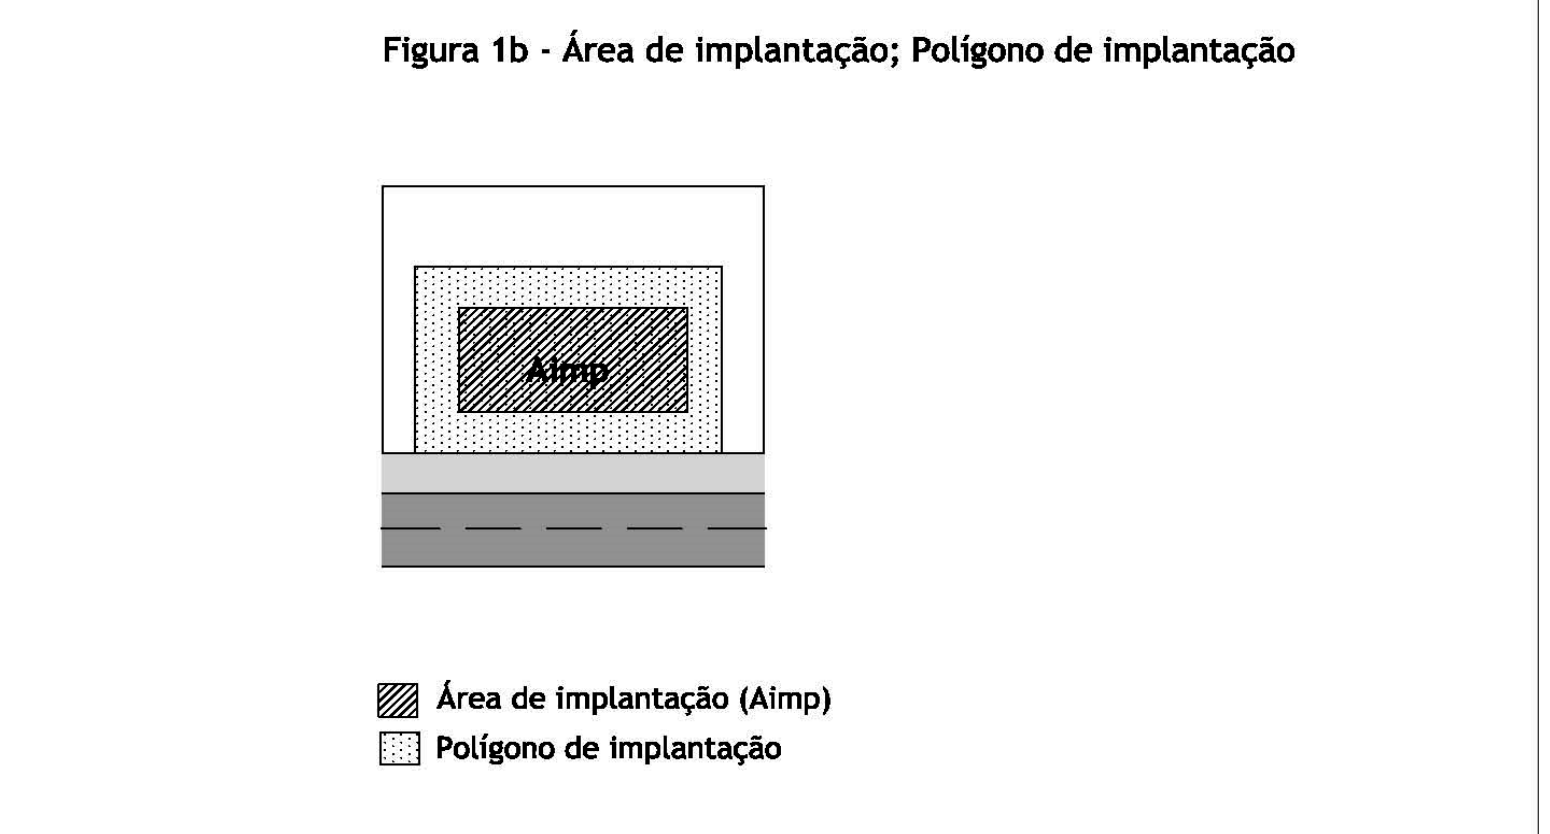 Figura 1b - Área de implantação; Polígono de implantação
Aimp
Área de implantação (Aimp)
Polígono de implantação